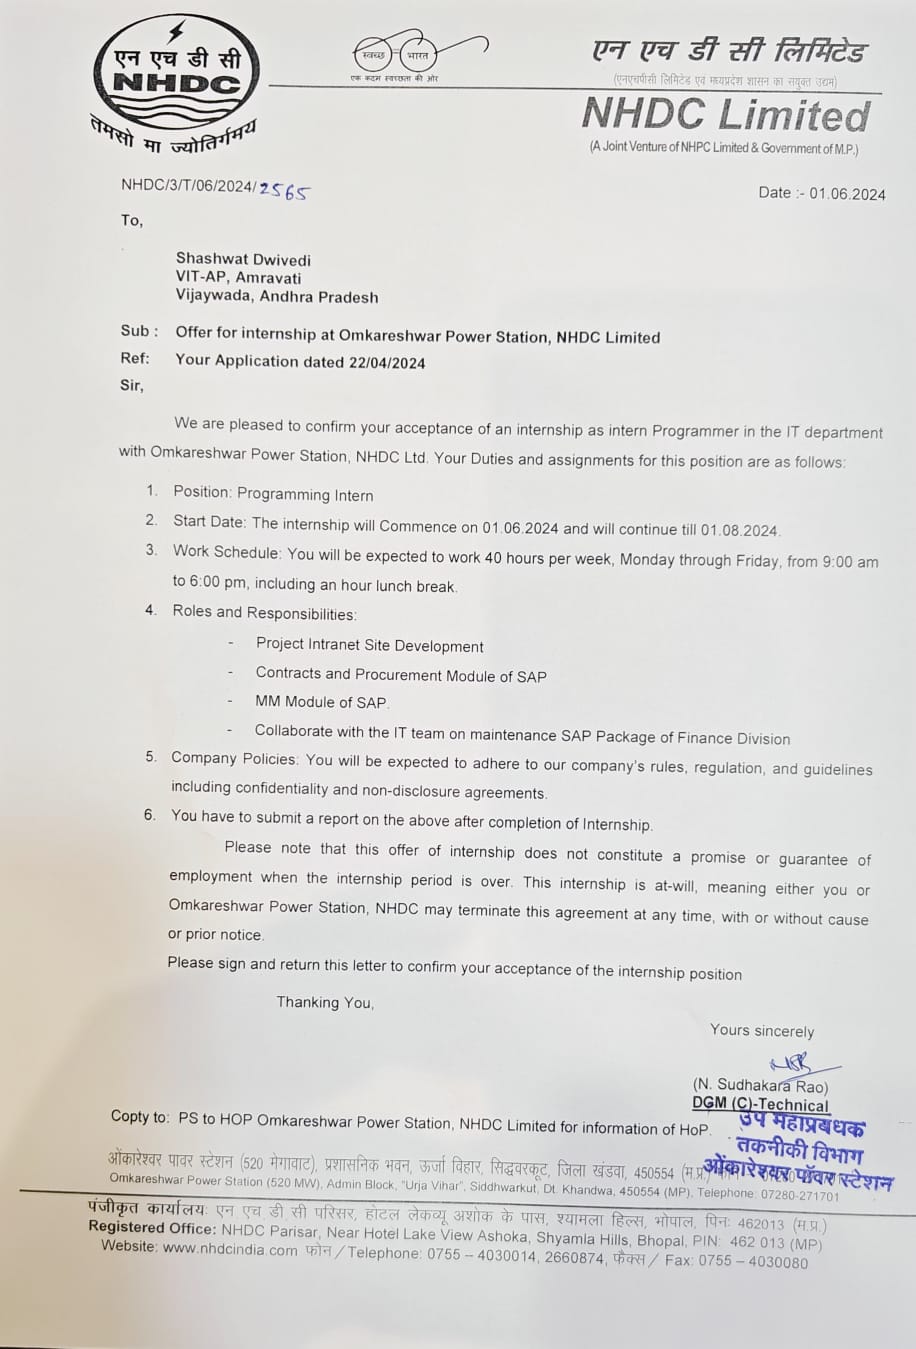 एन एच डी सी
NHDC
तमसो मा ज्योतिर्गमय
स्वच्छ भारत
एक कदम स्वच्छता की ओर
एन एच डी सी लिमिटेड
(एनएचपीसी लिमिटेड एवं मध्यप्रदेश शासन का संयुक्त उद्यम)
NHDC Limited
(A Joint Venture of NHPC Limited & Government of M.P.)
NHDC/3/T/06/2024/2565
Date :- 01.06.2024
To,
Shashwat Dwivedi
VIT-AP, Amravati
Vijaywada, Andhra Pradesh
Sub : Offer for internship at Omkareshwar Power Station, NHDC Limited
Ref: Your Application dated 22/04/2024
Sir,
We are pleased to confirm your acceptance of an internship as intern Programmer in the IT department
with Omkareshwar Power Station, NHDC Ltd. Your Duties and assignments for this position are as follows:
1. Position: Programming Intern
2. Start Date: The internship will Commence on 01.06.2024 and will continue till 01.08.2024.
3. Work Schedule: You will be expected to work 40 hours per week, Monday through Friday, from 9:00 am
to 6:00 pm, including an hour lunch break.
4. Roles and Responsibilities:
- Project Intranet Site Development
- Contracts and Procurement Module of SAP
- MM Module of SAP.
- Collaborate with the IT team on maintenance SAP Package of Finance Division
5. Company Policies: You will be expected to adhere to our company's rules, regulation, and guidelines
including confidentiality and non-disclosure agreements.
6. You have to submit a report on the above after completion of Internship.
Please note that this offer of internship does not constitute a promise or guarantee of
employment when the internship period is over. This internship is at-will, meaning either you or
Omkareshwar Power Station, NHDC may terminate this agreement at any time, with or without cause
or prior notice.
Please sign and return this letter to confirm your acceptance of the internship position
Thanking You,
Yours sincerely
(N. Sudhakara Rao)
DGM (C)-Technical
उप महाप्रबधक
तकनीकी विभाग
ओंकारेश्वर पॉवर स्टेशन
Copty to: PS to HOP Omkareshwar Power Station, NHDC Limited for information of HoP.
ओंकारेश्वर पावर स्टेशन (520 मेगावाट), प्रशासनिक भवन, ऊर्जा विहार, सिद्धवरकूट, जिला खंडवा, 450554 (म.प्र.)
Omkareshwar Power Station (520 MW), Admin Block, "Urja Vihar", Siddhwarkut, Dt. Khandwa, 450554 (MP), Telephone: 07280-271701
पंजीकृत कार्यालय: एन एच डी सी परिसर, होटल लेकव्यू अशोक के पास, श्यामला हिल्स, भोपाल, पिन: 462013 (म.प्र.)
Registered Office: NHDC Parisar, Near Hotel Lake View Ashoka, Shyamla Hills, Bhopal, PIN: 462 013 (MP)
Website: www.nhdcindia.com फोन / Telephone: 0755 – 4030014, 2660874, फैक्स / Fax: 0755 – 4030080